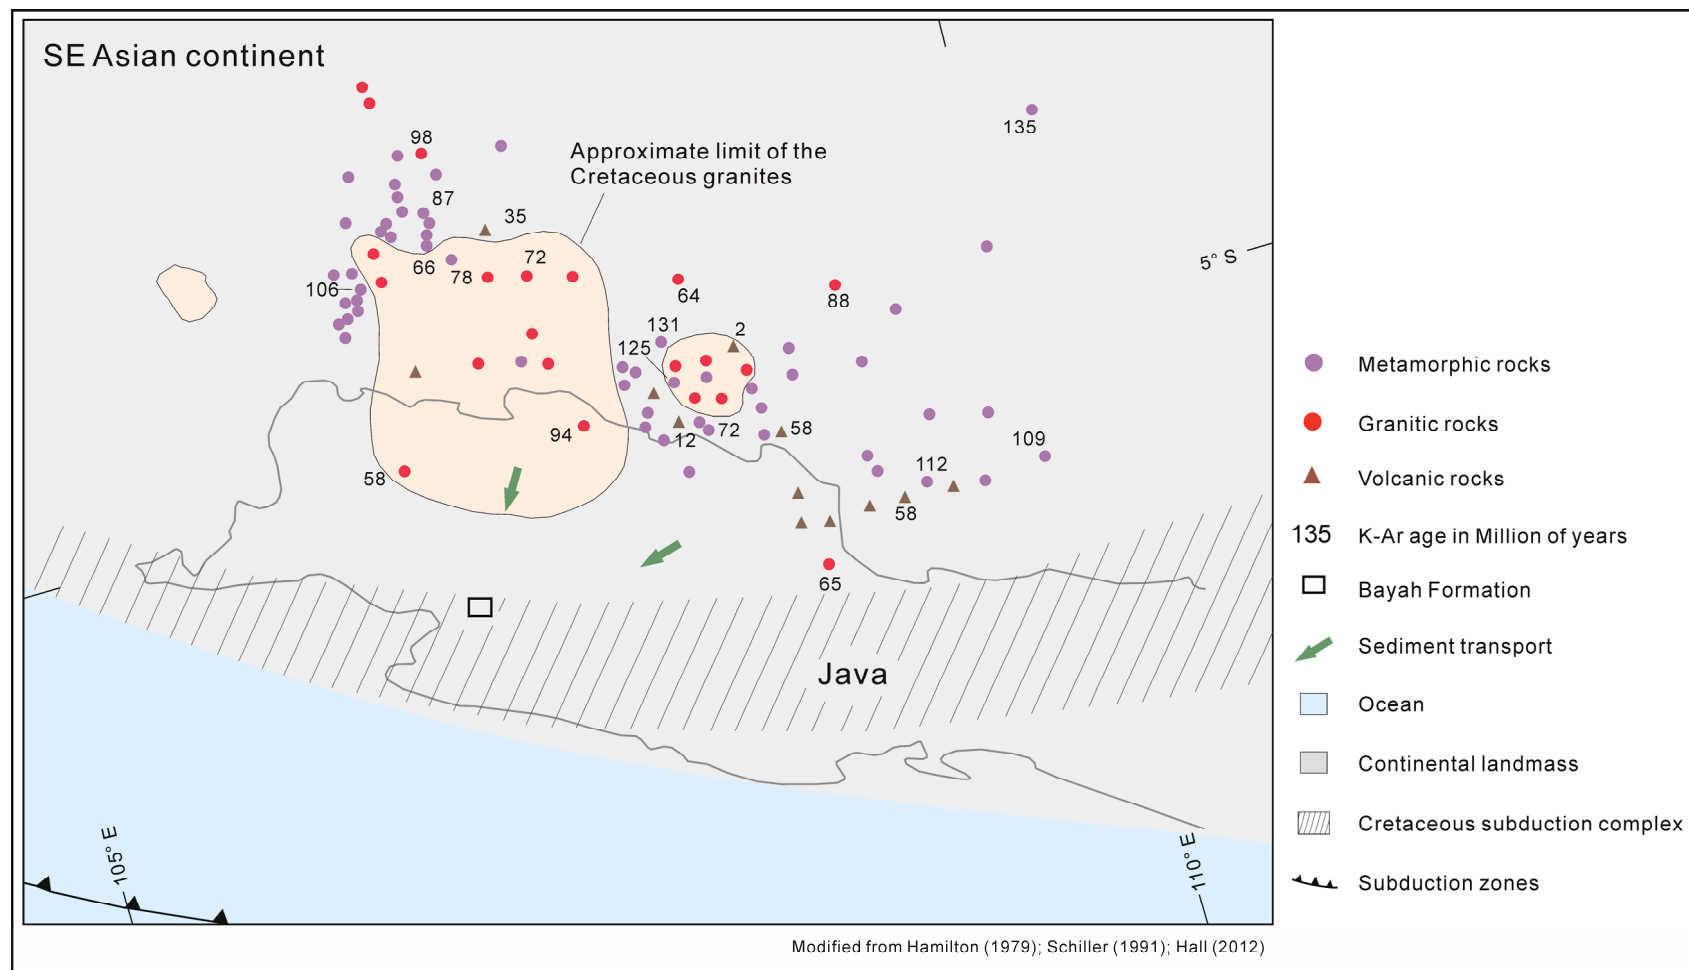 SE Asian continent
98
135
Approximate limit of the
Cretaceous granites
87
35
66
78
72
5° S
106
64
88
131
2
125
94
12
72
58
109
58
112
58
65
Java
105° E
110° E
Metamorphic rocks
Granitic rocks
Volcanic rocks
135 K-Ar age in Million of years
Bayah Formation
Sediment transport
Ocean
Continental landmass
Cretaceous subduction complex
Subduction zones
Modified from Hamilton (1979); Schiller (1991); Hall (2012)